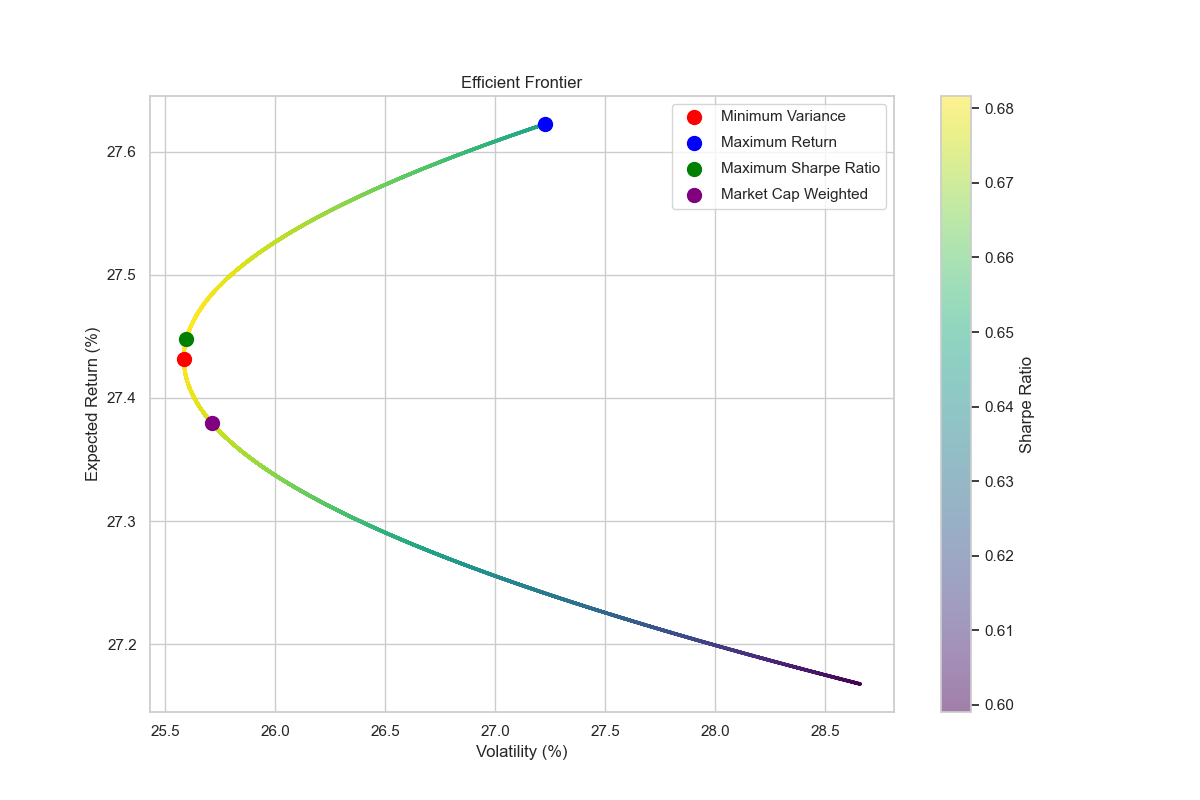 Efficient Frontier
Minimum Variance
Maximum Return
Maximum Sharpe Ratio
Market Cap Weighted
27.6
27.5
27.4
27.3
27.2
Expected Return (%)
25.5 26.0 26.5 27.0 27.5 28.0 28.5
Volatility (%)
0.68
0.67
0.66
0.65
0.64
0.63
0.62
0.61
0.60
Sharpe Ratio